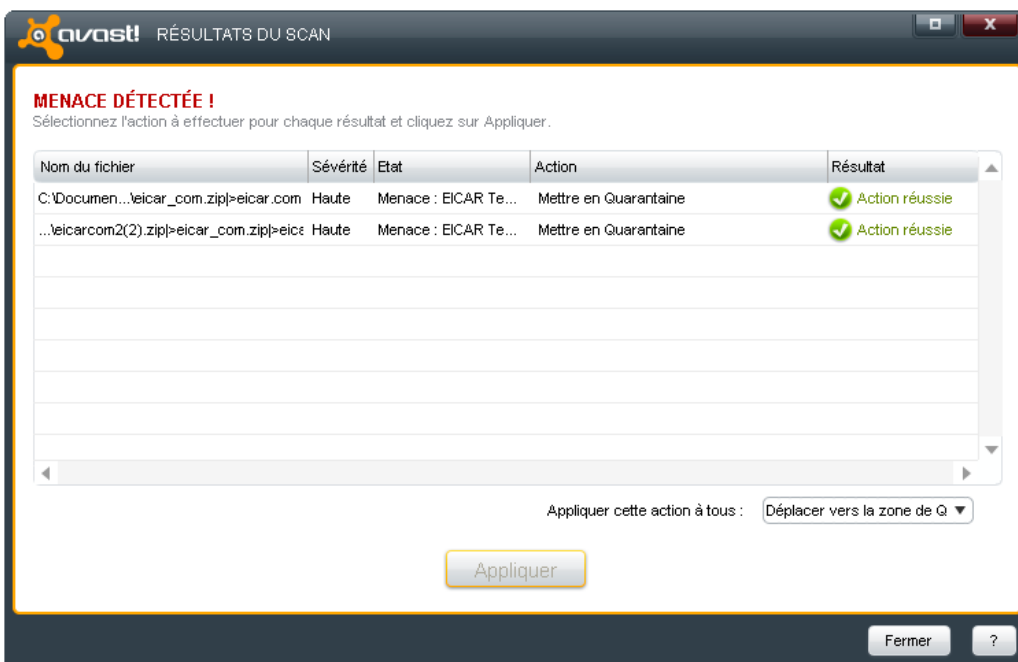 avast! RÉSULTATS DU SCAN
MENACE DÉTECTÉE !
Sélectionnez l'action à effectuer pour chaque résultat et cliquez sur Appliquer.
Nom du fichier Sévérité Etat Action Résultat
C:\Documen...\eicar_com.zip|>eicar.com Haute Menace : EICAR Te... Mettre en Quarantaine Action réussie
...\eicarcom2(2).zip|>eicar_com.zip|>eica Haute Menace : EICAR Te... Mettre en Quarantaine Action réussie
Appliquer cette action à tous : Déplacer vers la zone de Q
Appliquer
Fermer ?